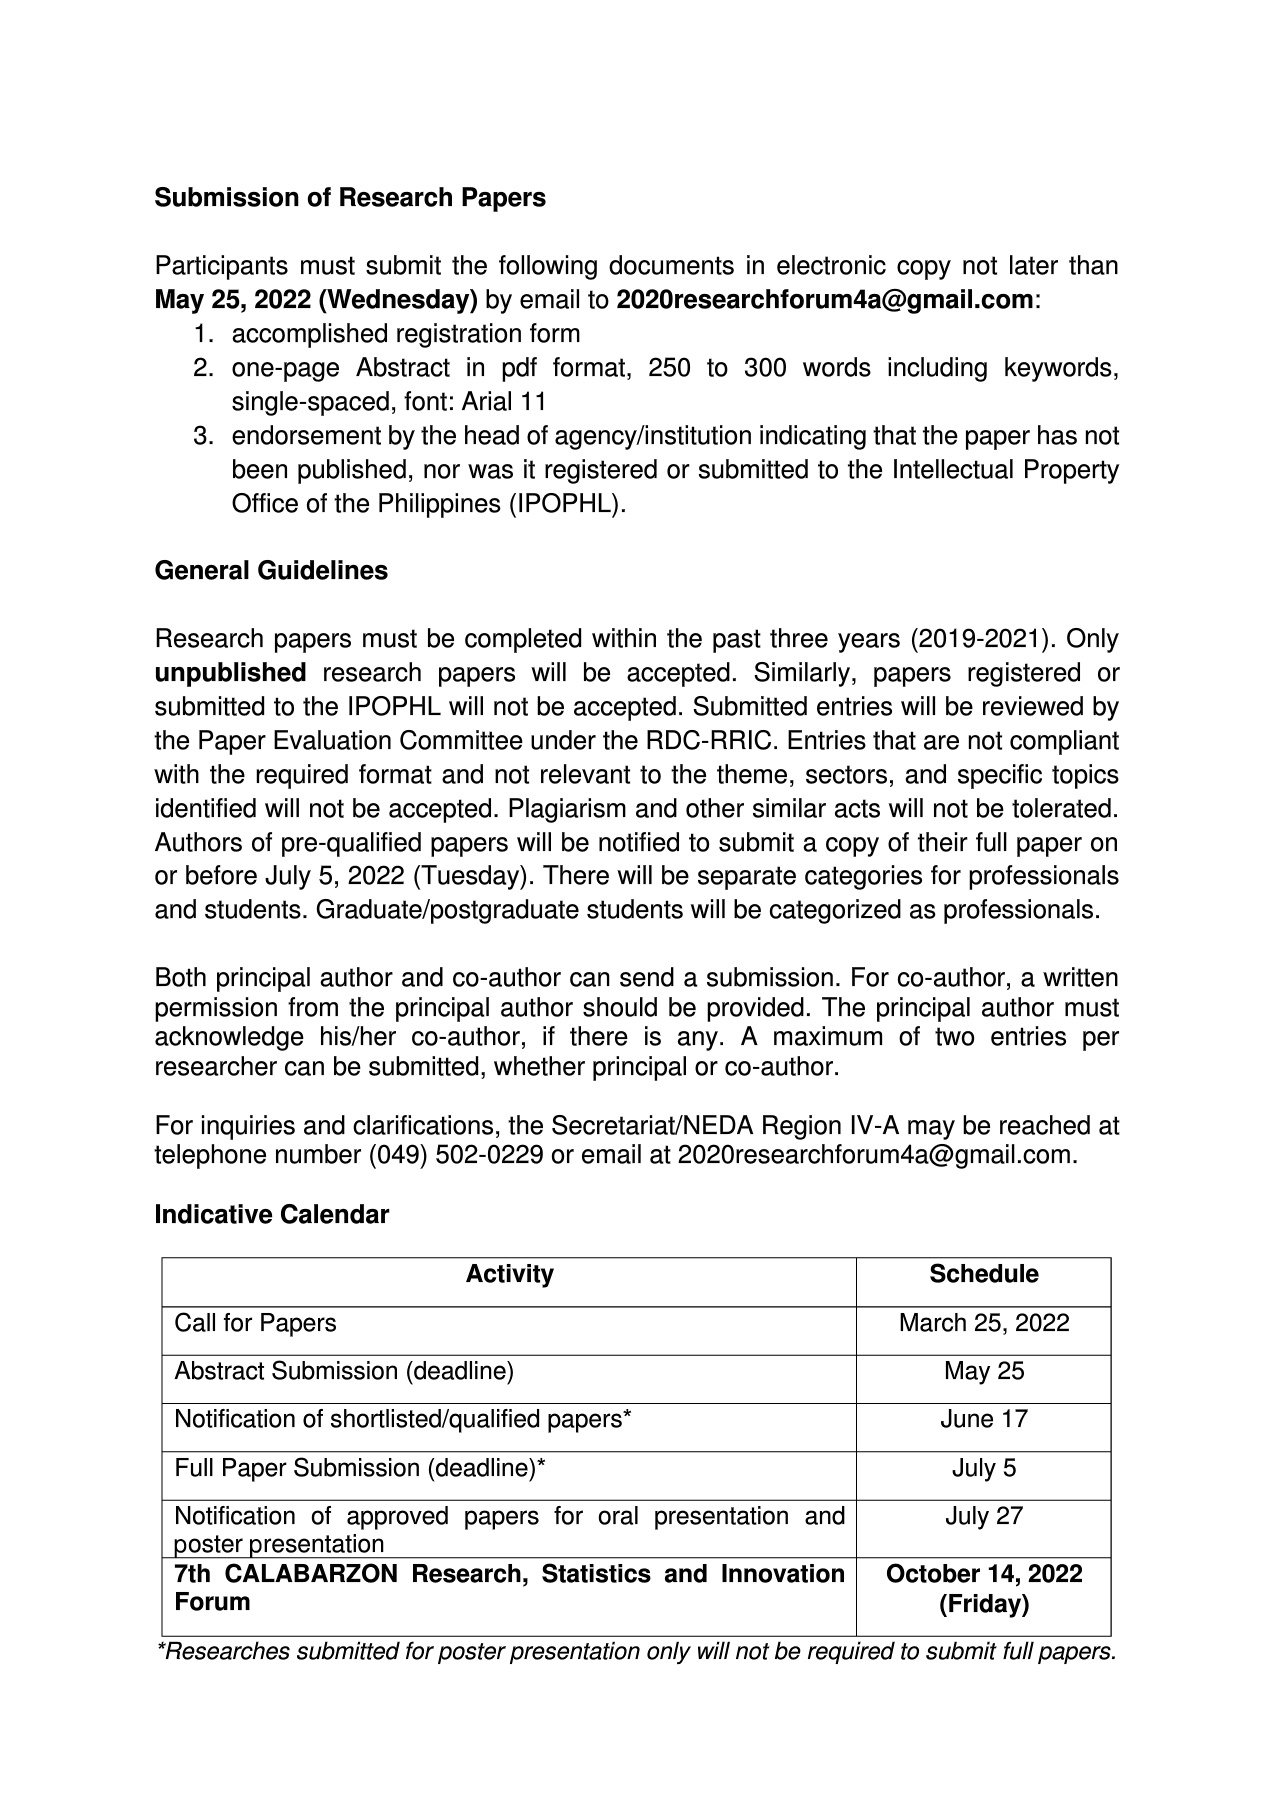 Submission of Research Papers
Participants must submit the following documents in electronic copy not later than
May 25, 2022 (Wednesday) by email to 2020researchforum4a@gmail.com:
1. accomplished registration form
2. one-page Abstract in pdf format, 250 to 300 words including keywords,
single-spaced, font: Arial 11
3. endorsement by the head of agency/institution indicating that the paper has not
been published, nor was it registered or submitted to the Intellectual Property
Office of the Philippines (IPOPHL).
General Guidelines
Research papers must be completed within the past three years (2019-2021). Only
unpublished research papers will be accepted. Similarly, papers registered or
submitted to the IPOPHL will not be accepted. Submitted entries will be reviewed by
the Paper Evaluation Committee under the RDC-RRIC. Entries that are not compliant
with the required format and not relevant to the theme, sectors, and specific topics
identified will not be accepted. Plagiarism and other similar acts will not be tolerated.
Authors of pre-qualified papers will be notified to submit a copy of their full paper on
or before July 5, 2022 (Tuesday). There will be separate categories for professionals
and students. Graduate/postgraduate students will be categorized as professionals.
Both principal author and co-author can send a submission. For co-author, a written
permission from the principal author should be provided. The principal author must
acknowledge his/her co-author, if there is any. A maximum of two entries per
researcher can be submitted, whether principal or co-author.
For inquiries and clarifications, the Secretariat/NEDA Region IV-A may be reached at
telephone number (049) 502-0229 or email at 2020researchforum4a@gmail.com.
Indicative Calendar
Activity Schedule
Call for Papers March 25, 2022
Abstract Submission (deadline) May 25
Notification of shortlisted/qualified papers* June 17
Full Paper Submission (deadline)* July 5
Notification of approved papers for oral presentation and July 27
poster presentation
7th CALABARZON Research, Statistics and Innovation October 14, 2022
Forum (Friday)
*Researches submitted for poster presentation only will not be required to submit full papers.